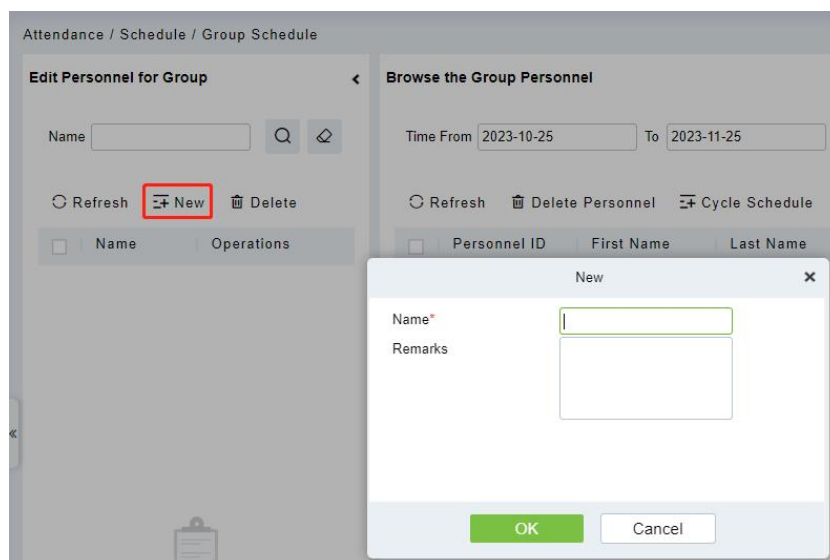 Attendance / Schedule / Group Schedule
Edit Personnel for Group
Name
Refresh New Delete
Name Operations
Browse the Group Personnel
Time From 2023-10-25 To 2023-11-25
Refresh Delete Personnel Cycle Schedule
Personnel ID First Name Last Name
New
Name*
Remarks
OK Cancel